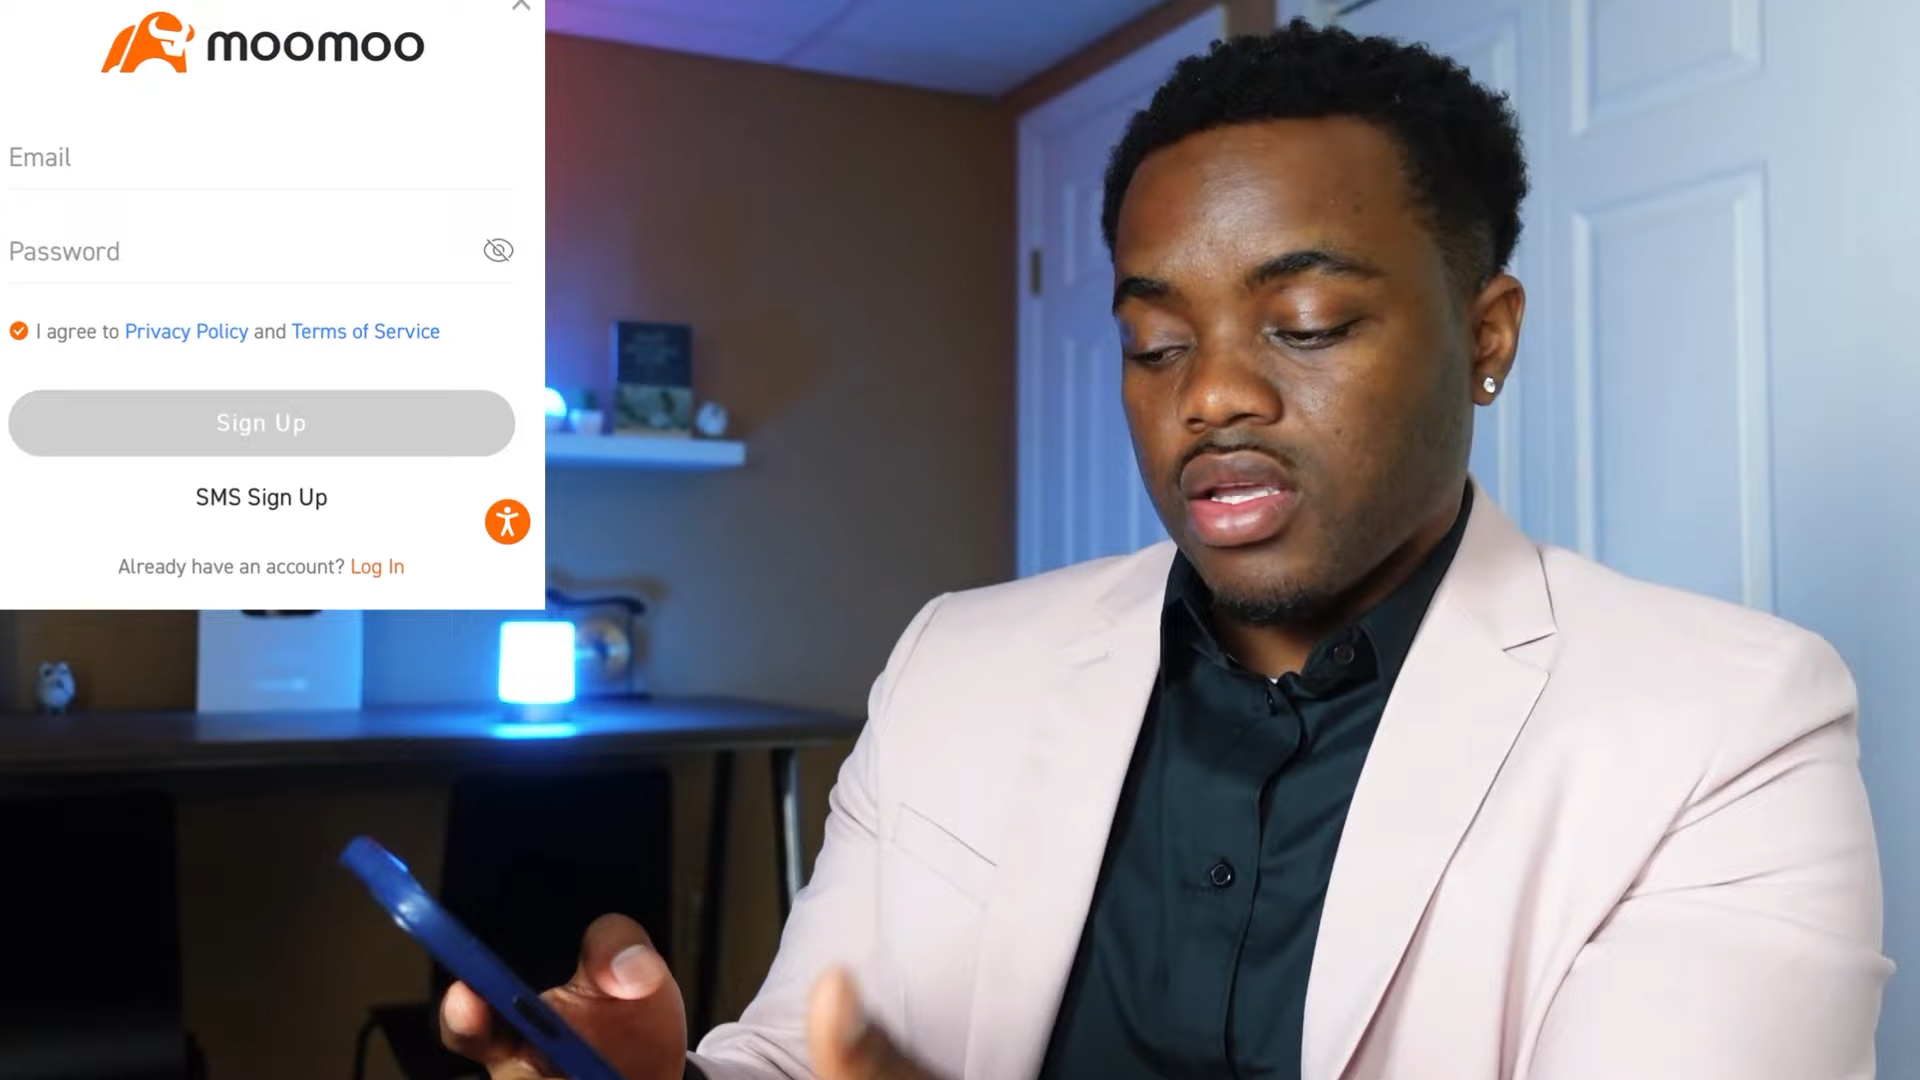 moomoo
Email
Password
I agree to Privacy Policy and Terms of Service
Sign Up
SMS Sign Up
Already have an account? Log In